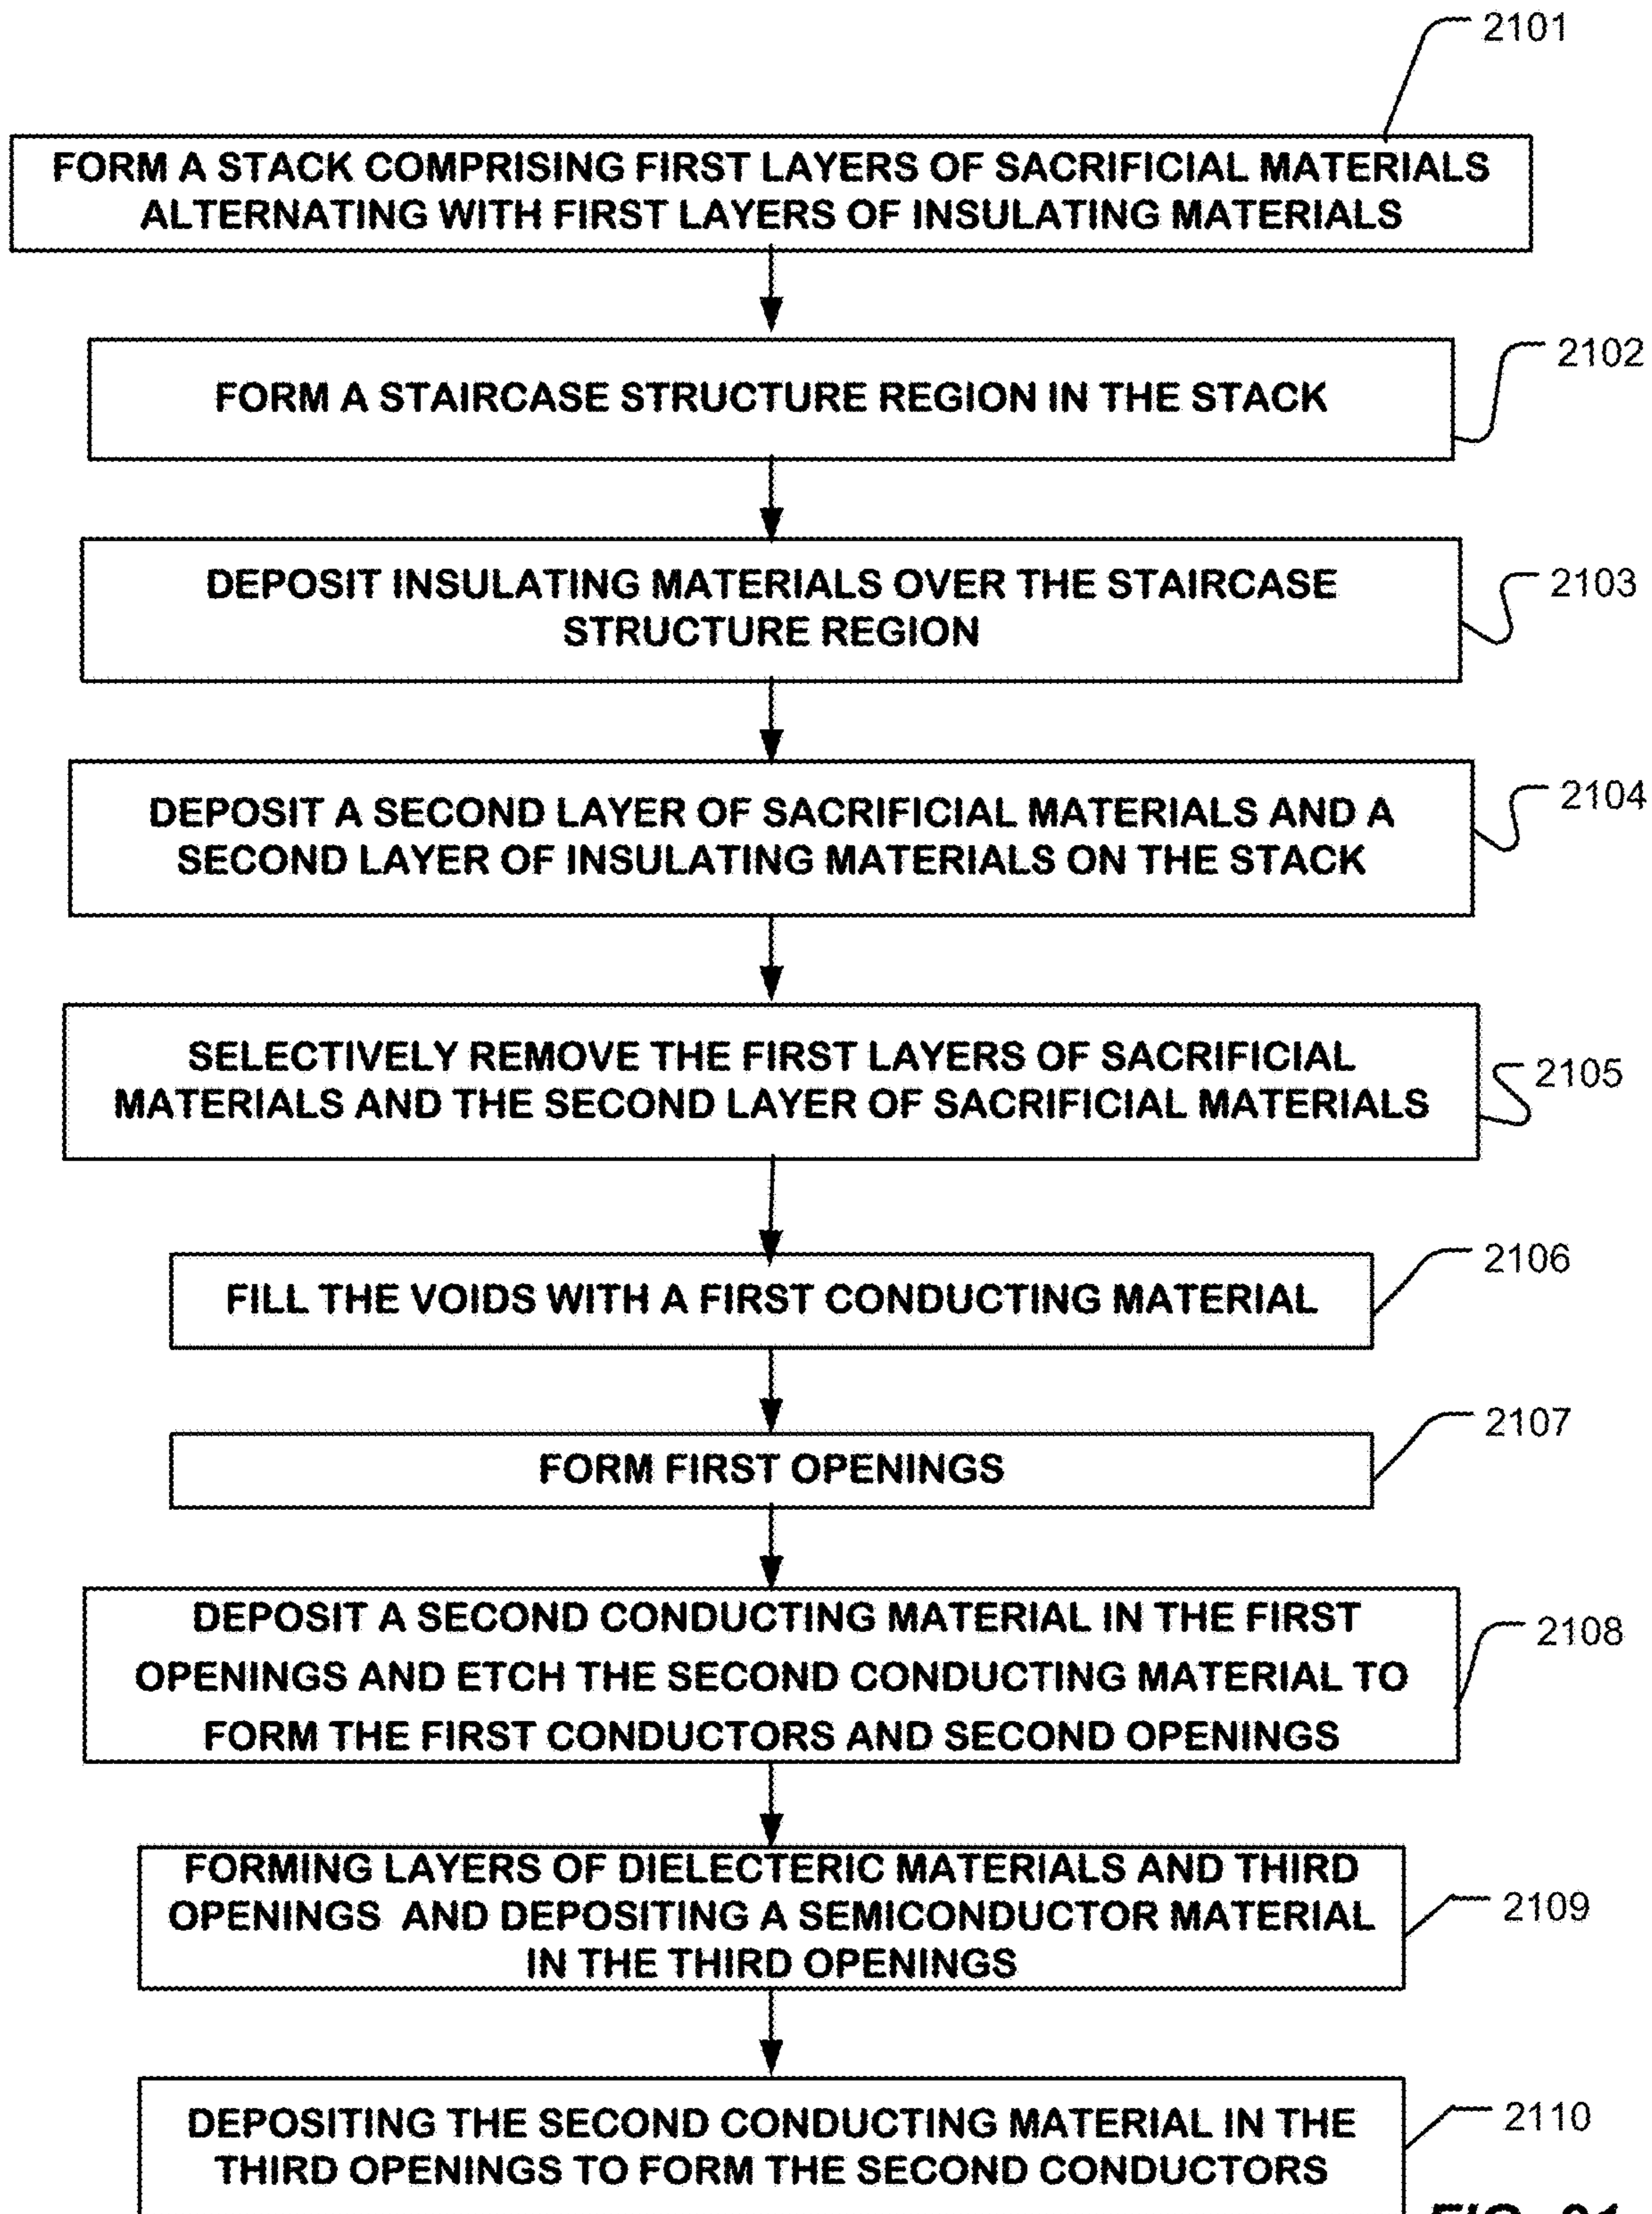 2101
FORM A STACK COMPRISING FIRST LAYERS OF SACRIFICIAL MATERIALS
ALTERNATING WITH FIRST LAYERS OF INSULATING MATERIALS
2102
FORM A STAIRCASE STRUCTURE REGION IN THE STACK
2103
DEPOSIT INSULATING MATERIALS OVER THE STAIRCASE
STRUCTURE REGION
2104
DEPOSIT A SECOND LAYER OF SACRIFICIAL MATERIALS AND A
SECOND LAYER OF INSULATING MATERIALS ON THE STACK
2105
SELECTIVELY REMOVE THE FIRST LAYERS OF SACRIFICIAL
MATERIALS AND THE SECOND LAYER OF SACRIFICIAL MATERIALS
2106
FILL THE VOIDS WITH A FIRST CONDUCTING MATERIAL
2107
FORM FIRST OPENINGS
2108
DEPOSIT A SECOND CONDUCTING MATERIAL IN THE FIRST
OPENINGS AND ETCH THE SECOND CONDUCTING MATERIAL TO
FORM THE FIRST CONDUCTORS AND SECOND OPENINGS
2109
FORMING LAYERS OF DIELECTERIC MATERIALS AND THIRD
OPENINGS AND DEPOSITING A SEMICONDUCTOR MATERIAL
IN THE THIRD OPENINGS
2110
DEPOSITING THE SECOND CONDUCTING MATERIAL IN THE
THIRD OPENINGS TO FORM THE SECOND CONDUCTORS